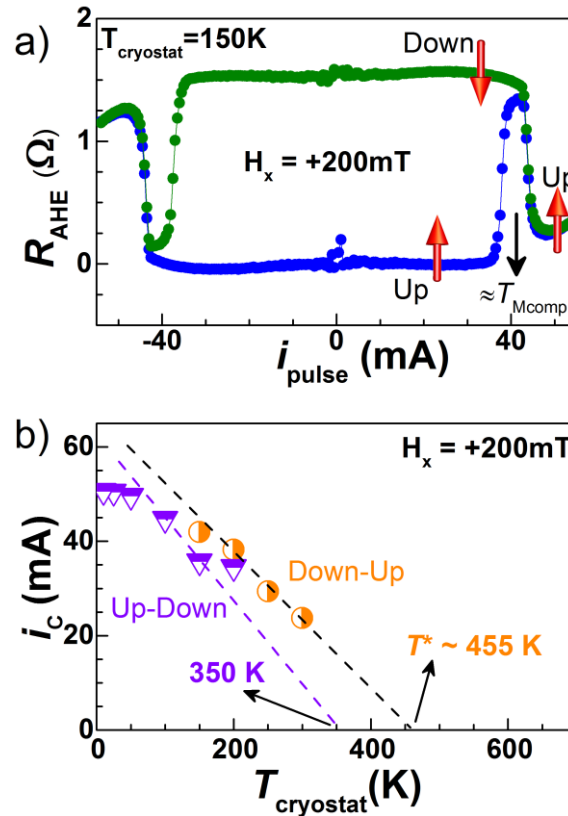 a)
T_cryostat=150K
Down
H_x = +200mT
Up
Up
≈T_Mcomp
2
1
0
R_AHE (Ω)
-40
0
40
i_pulse (mA)
b)
H_x = +200mT
60
40
20
0
i_C (mA)
Down-Up
Up-Down
350 K
T* ~ 455 K
0
200
400
600
T_cryostat(K)